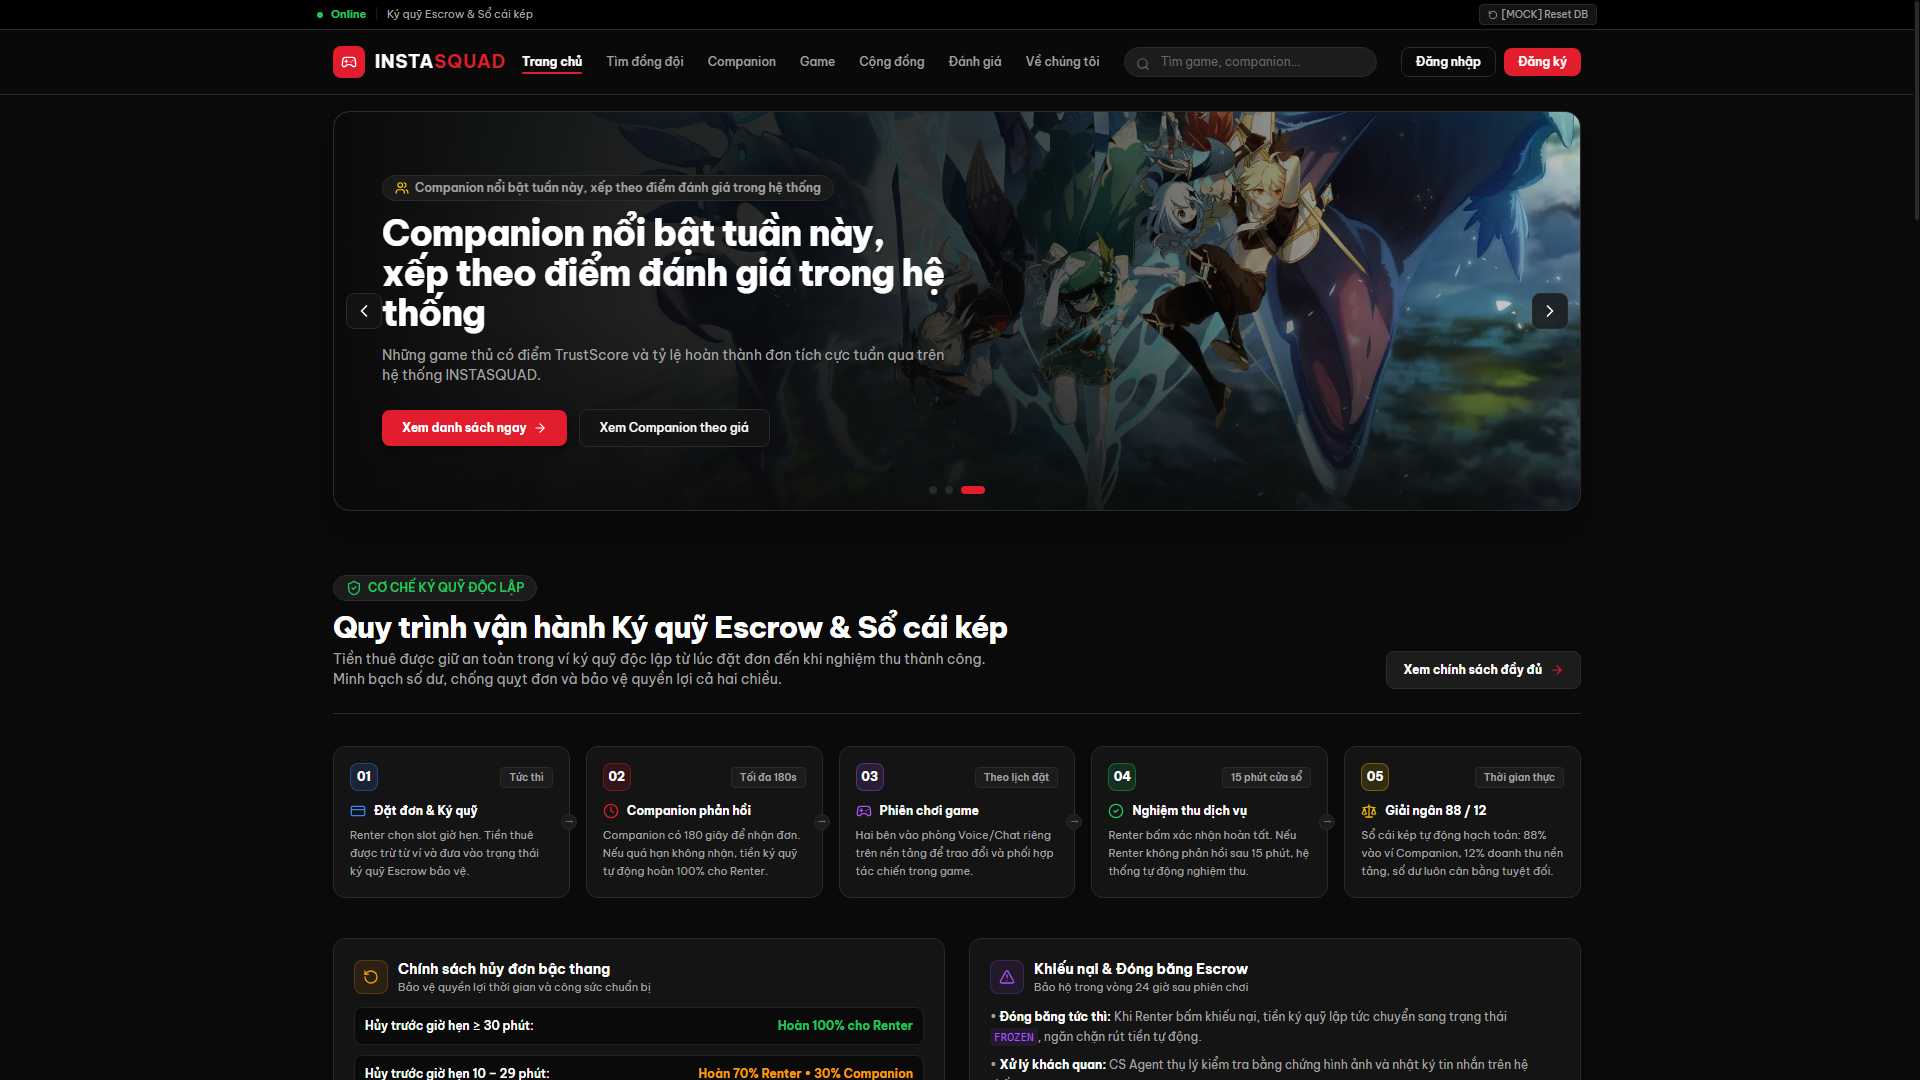 Online
Ký quỹ Escrow & Sổ cái kép
[MOCK] Reset DB
INSTASQUAD
Trang chủ
Tìm đồng đội
Companion
Game
Cộng đồng
Đánh giá
Về chúng tôi
Tìm game, companion...
Đăng nhập
Đăng ký
Companion nổi bật tuần này, xếp theo điểm đánh giá trong hệ thống
Companion nổi bật tuần này,
xếp theo điểm đánh giá trong hệ
thống
Những game thủ có điểm TrustScore và tỷ lệ hoàn thành đơn tích cực tuần qua trên
hệ thống INSTASQUAD.
Xem danh sách ngay
Xem Companion theo giá
CƠ CHẾ KÝ QUỸ ĐỘC LẬP
Quy trình vận hành Ký quỹ Escrow & Sổ cái kép
Tiền thuê được giữ an toàn trong ví ký quỹ độc lập từ lúc đặt đơn đến khi nghiệm thu thành công.
Minh bạch số dư, chống quỵt đơn và bảo vệ quyền lợi cả hai chiều.
Xem chính sách đầy đủ
01
Tức thì
Đặt đơn & Ký quỹ
Renter chọn slot giờ hẹn. Tiền thuê
được trừ từ ví và đưa vào trạng thái
ký quỹ Escrow bảo vệ.
02
Tối đa 180s
Companion phản hồi
Companion có 180 giây để nhận đơn.
Nếu quá hạn không nhận, tiền ký quỹ
tự động hoàn 100% cho Renter.
03
Theo lịch đặt
Phiên chơi game
Hai bên vào phòng Voice/Chat riêng
trên nền tảng để trao đổi và phối hợp
tác chiến trong game.
04
15 phút cửa sổ
Nghiệm thu dịch vụ
Renter bấm xác nhận hoàn tất. Nếu
Renter không phản hồi sau 15 phút, hệ
thống tự động nghiệm thu.
05
Thời gian thực
Giải ngân 88 / 12
Sổ cái kép tự động hạch toán: 88%
vào ví Companion, 12% doanh thu nền
tảng, số dư luôn cân bằng tuyệt đối.
Chính sách hủy đơn bậc thang
Bảo vệ quyền lợi thời gian và công sức chuẩn bị
Hủy trước giờ hẹn ≥ 30 phút:
Hoàn 100% cho Renter
Hủy trước giờ hẹn 10 – 29 phút:
Hoàn 70% Renter • 30% Companion
Khiếu nại & Đóng băng Escrow
Bảo hộ trong vòng 24 giờ sau phiên chơi
• Đóng băng tức thì: Khi Renter bấm khiếu nại, tiền ký quỹ lập tức chuyển sang trạng thái
FROZEN, ngăn chặn rút tiền tự động.
• Xử lý khách quan: CS Agent thụ lý kiểm tra bằng chứng hình ảnh và nhật ký tin nhắn trên hệ